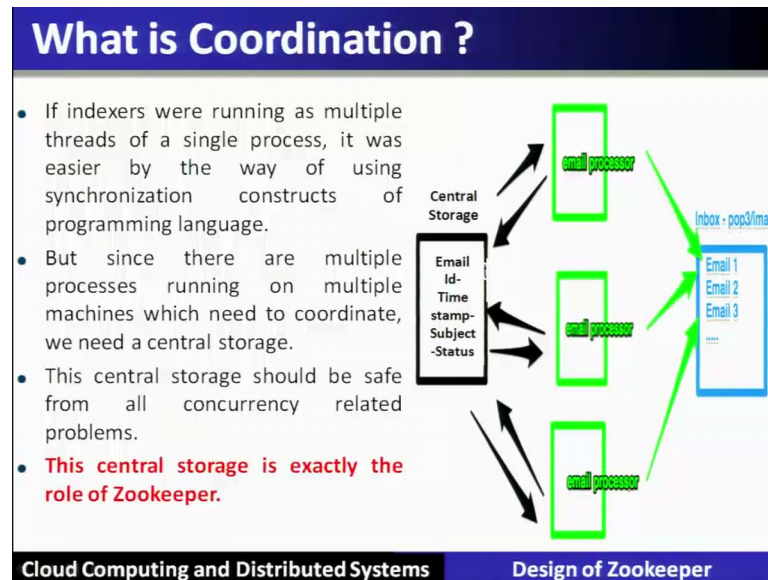 What is Coordination ?
If indexers were running as multiple
threads of a single process, it was
easier by the way of using
synchronization constructs of
programming language.
But since there are multiple
processes running on multiple
machines which need to coordinate,
we need a central storage.
This central storage should be safe
from all concurrency related
problems.
This central storage is exactly the
role of Zookeeper.
Central
Storage
Email
Id-
Time
stamp-
Subject
-Status
email processor
email processor
email processor
Inbox - pop3/ima
Email 1
Email 2
Email 3
.....
Cloud Computing and Distributed Systems
Design of Zookeeper